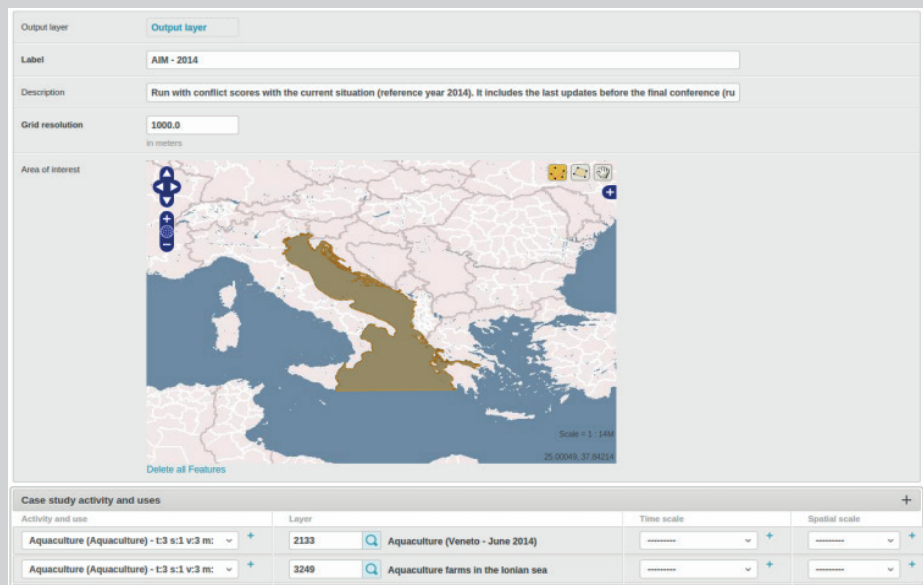 Output layer Output layer
Label AIM - 2014
Description Run with conflict scores with the current situation (reference year 2014). It includes the last updates before the final conference (ru
Grid resolution 1000.0
in meters
Area of interest
Scale = 1 : 14M
25.00049, 37.84214
Delete all Features
Case study activity and uses +
Activity and use Layer Time scale Spatial scale
Aquaculture (Aquaculture) - t:3 s:1 v:3 m: + 2133 Aquaculture (Veneto - June 2014) --------- + --------- +
Aquaculture (Aquaculture) - t:3 s:1 v:3 m: + 3249 Aquaculture farms in the Ionian sea --------- + --------- +